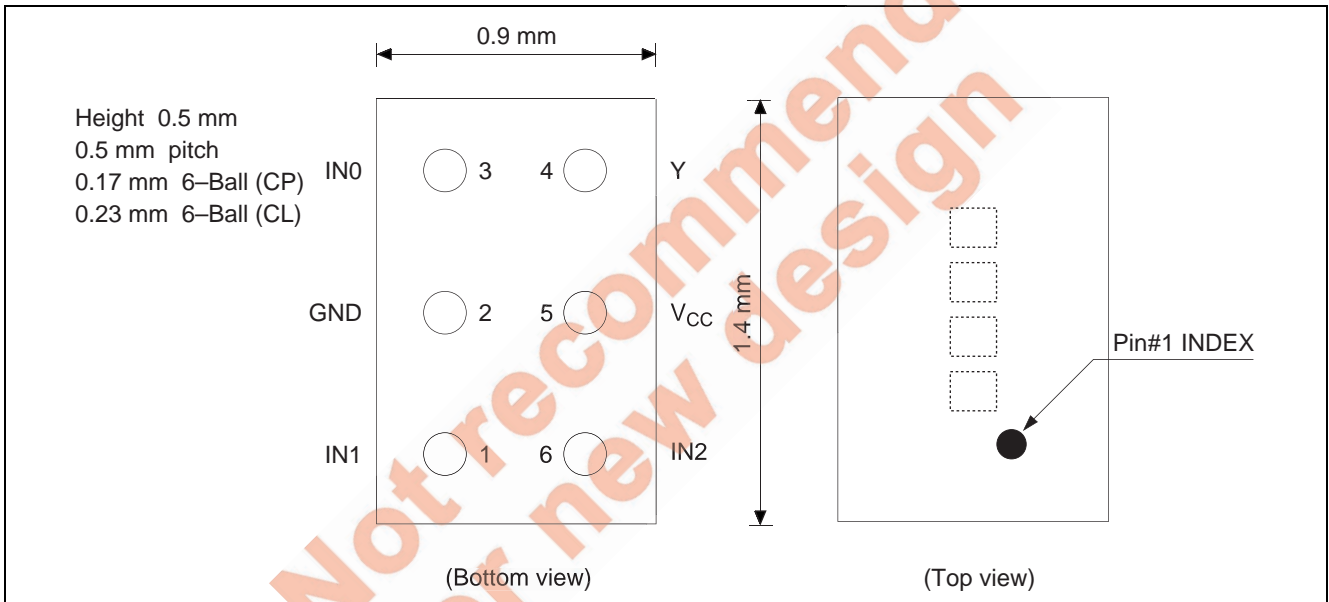 0.9 mm
Height 0.5 mm
0.5 mm pitch
0.17 mm 6–Ball (CP)
0.23 mm 6–Ball (CL)
IN0 3 4 Y
GND 2 5 VCC
IN1 1 6 IN2
1.4 mm
Pin#1 INDEX
(Bottom view)
(Top view)
Not recommend
new design